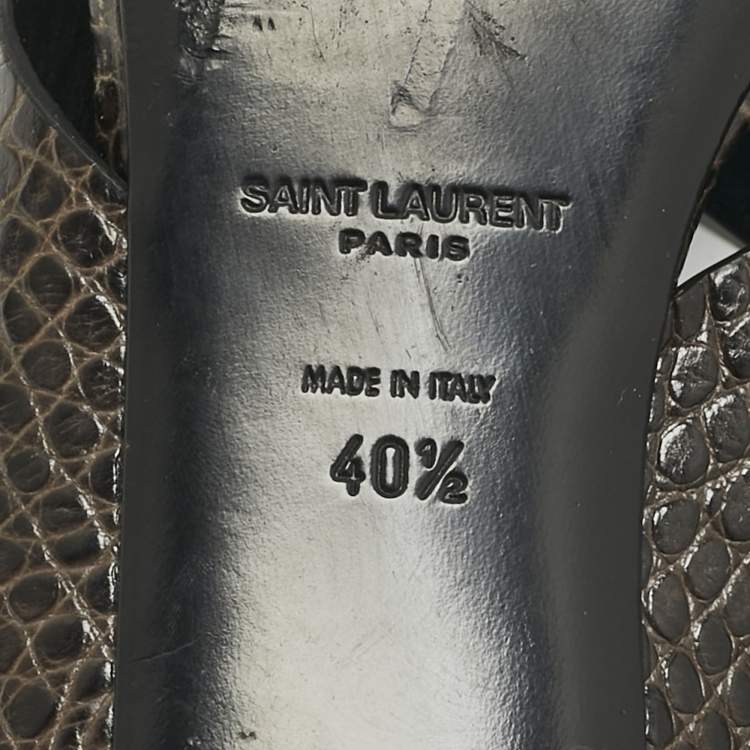 SAINT LAURENT
PARIS
MADE IN ITALY
40½